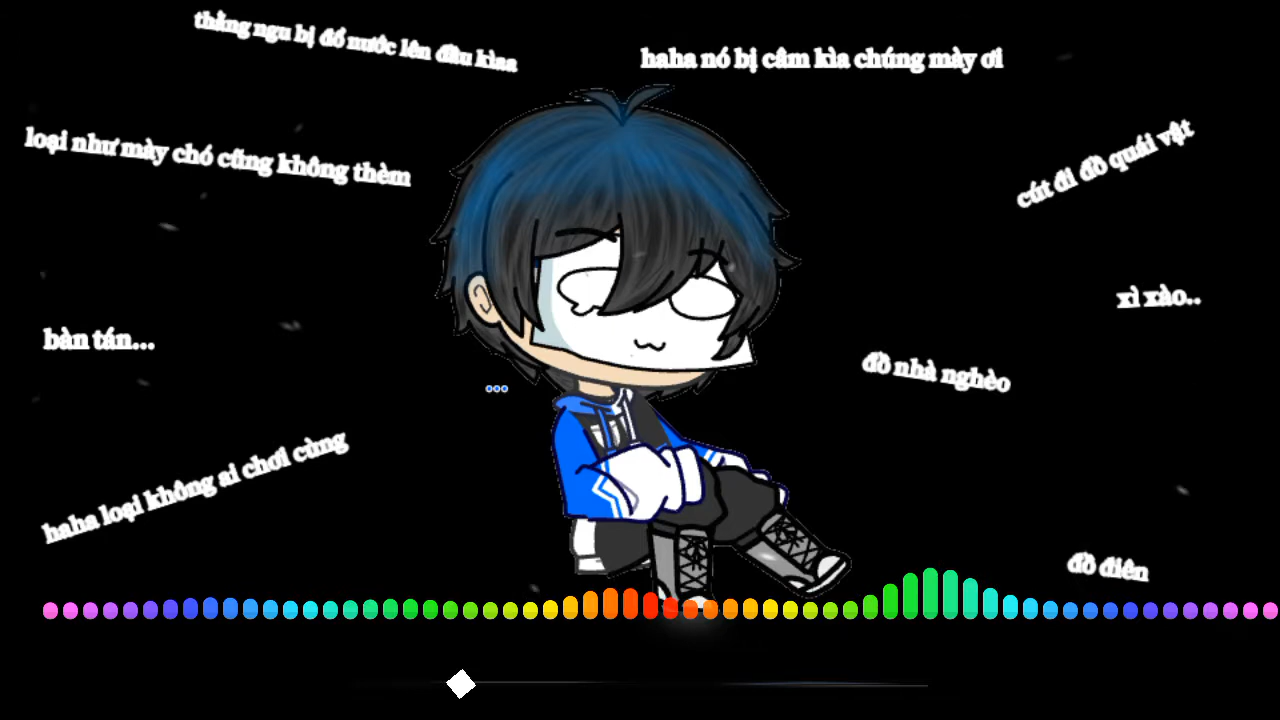 thằng ngu bị đổ nước lên đầu kìaa
haha nó bị câm kìa chúng mày ơi
loại như mày chó cũng không thèm
cút đi đồ quái vật
xì xào..
bàn tán...
đồ nhà nghèo
haha loại không ai chơi cùng
đồ điên